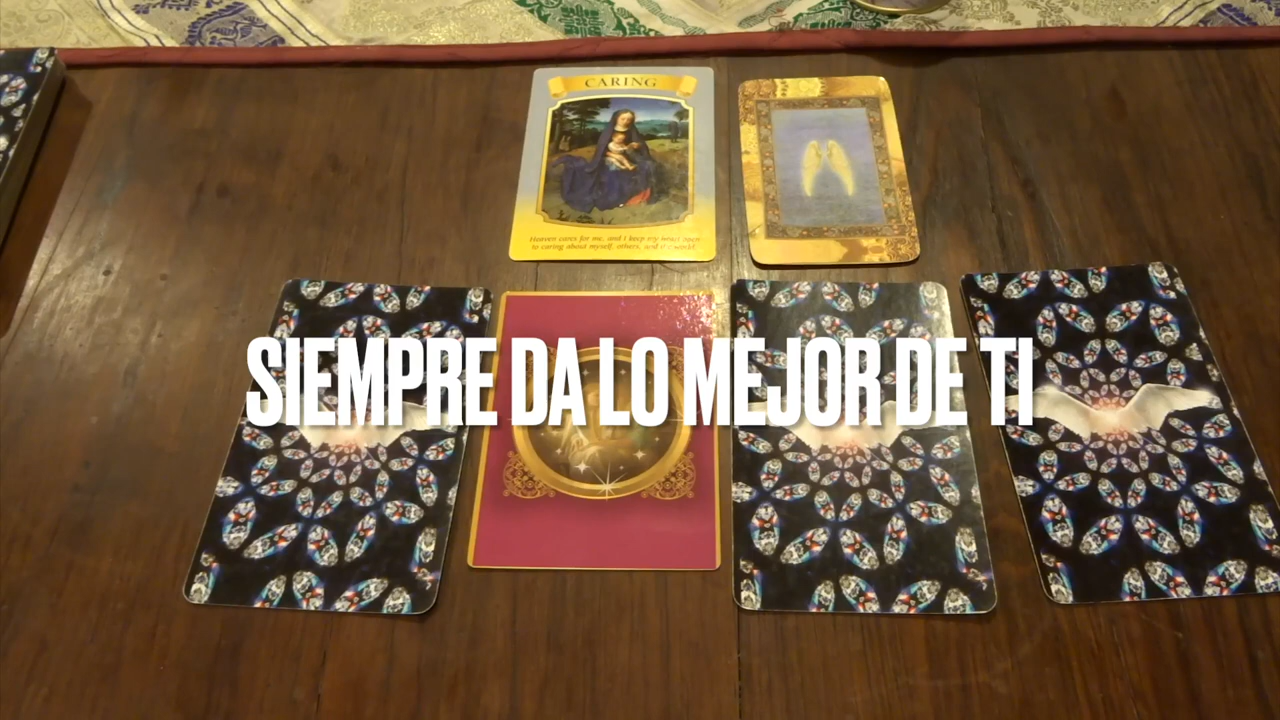 CARING
Heaven cares for me, and I keep my heart open
to caring about myself, others, and the world.
SIEMPRE DA LO MEJOR DE TI